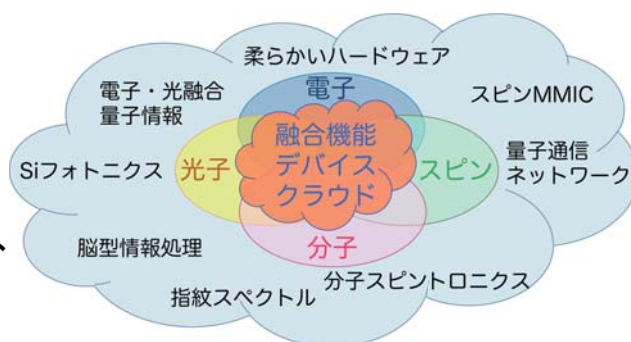 柔らかいハードウェア
電子・光融合
量子情報
電子
スピンMMIC
融合機能
デバイス
クラウド
Siフォトニクス
光子
スピン
量子通信
ネットワーク
脳型情報処理
分子
分子スピントロニクス
指紋スペクトル
、